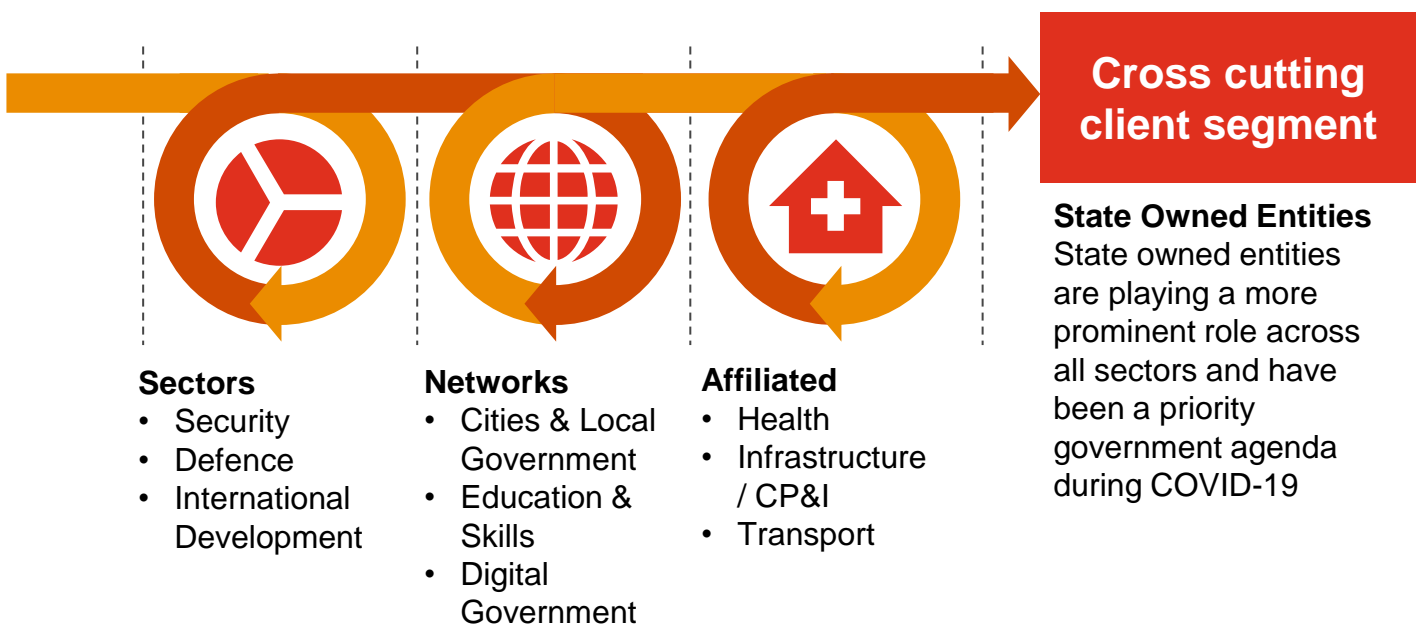 Cross cutting
client segment
State Owned Entities
State owned entities
are playing a more
prominent role across
all sectors and have
been a priority
government agenda
during COVID-19
Sectors
• Security
• Defence
• International
Development
Networks
• Cities & Local
Government
• Education &
Skills
• Digital
Government
Affiliated
• Health
• Infrastructure
/ CP&I
• Transport